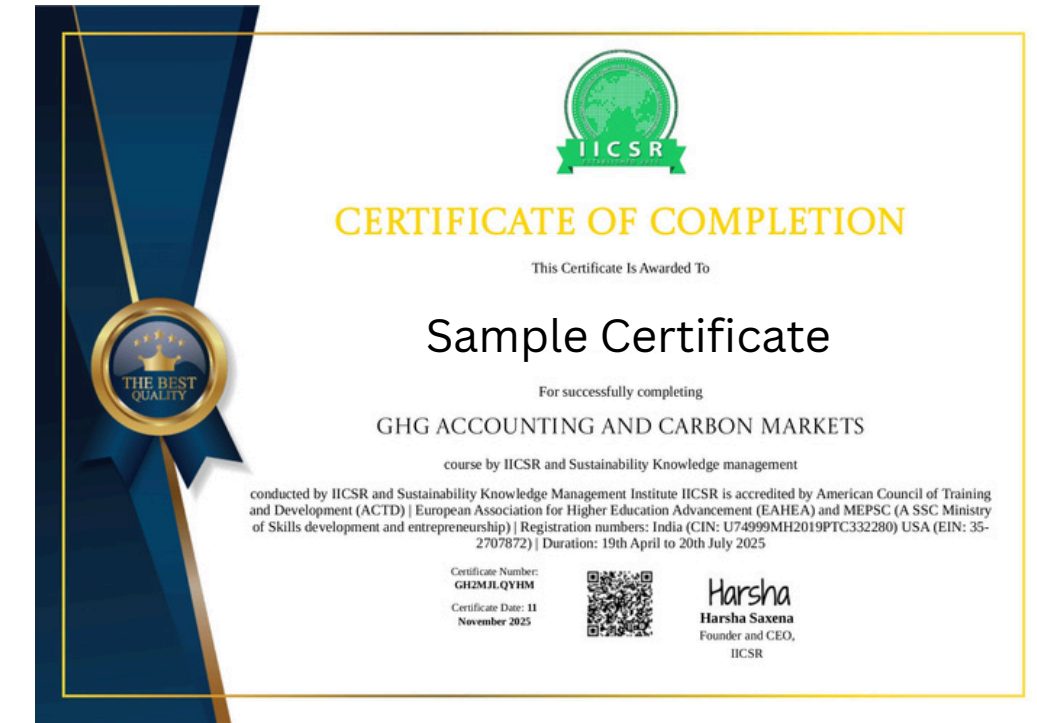 IICSR
CERTIFICATE OF COMPLETION
This Certificate Is Awarded To
Sample Certificate
THE BEST
QUALITY
For successfully completing
GHG ACCOUNTING AND CARBON MARKETS
course by IICSR and Sustainability Knowledge management
conducted by IICSR and Sustainability Knowledge Management Institute IICSR is accredited by American Council of Training
and Development (ACTD) | European Association for Higher Education Advancement (EAHEA) and MEPSC (A SSC Ministry
of Skills development and entrepreneurship) | Registration numbers: India (CIN: U74999MH2019PTC332280) USA (EIN: 35-
2707872) | Duration: 19th April to 20th July 2025
Certificate Number:
GH2MJLQYHM
Certificate Date: 11
November 2025
Harsha
Harsha Saxena
Founder and CEO,
IICSR